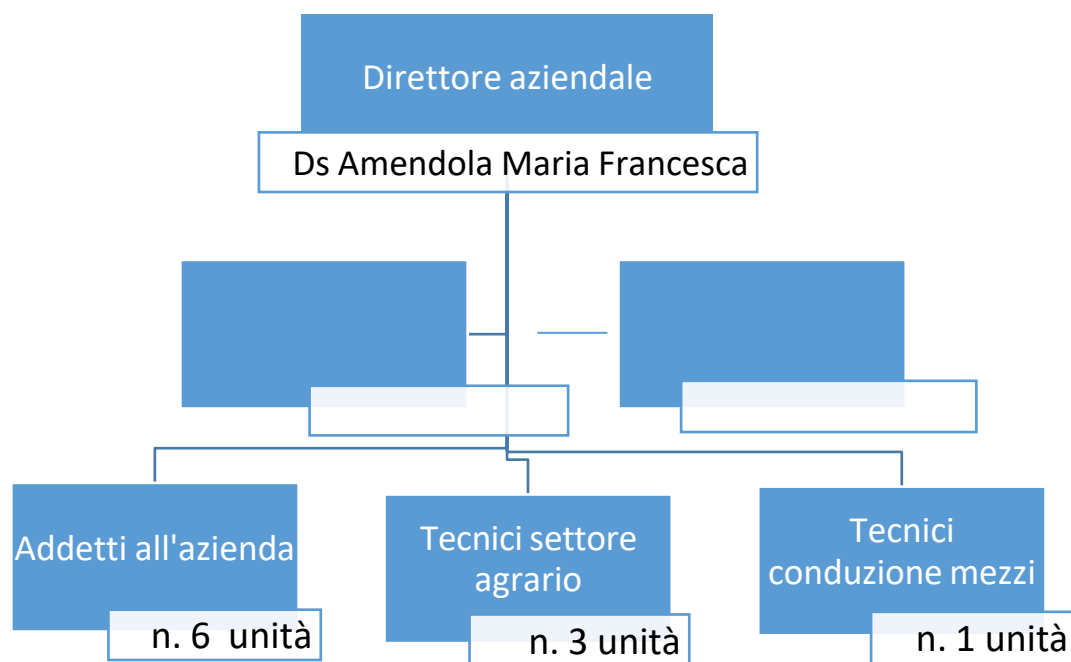 Direttore aziendale
Ds Amendola Maria Francesca
Addetti all'azienda
n. 6 unità
Tecnici settore
agrario
n. 3 unità
Tecnici
conduzione mezzi
n. 1 unità